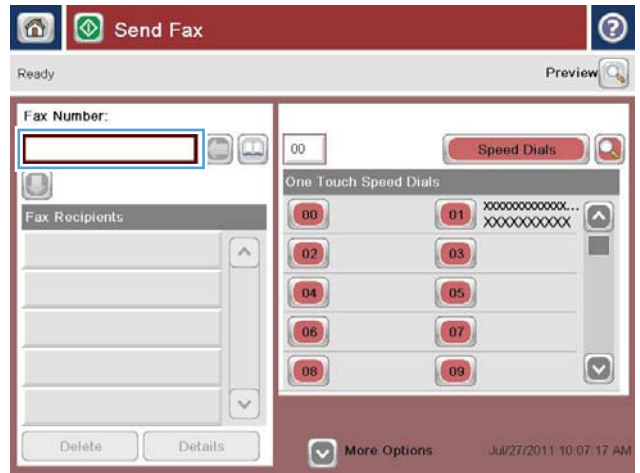 Send Fax
Ready
Preview
Fax Number:
00
Speed Dials
One Touch Speed Dials
Fax Recipients
00
01 XXXXXXXXXXXX...
XXXXXXXXXX
02
03
04
05
06
07
08
09
Delete
Details
More Options
Jul/27/2011 10:07:17 AM